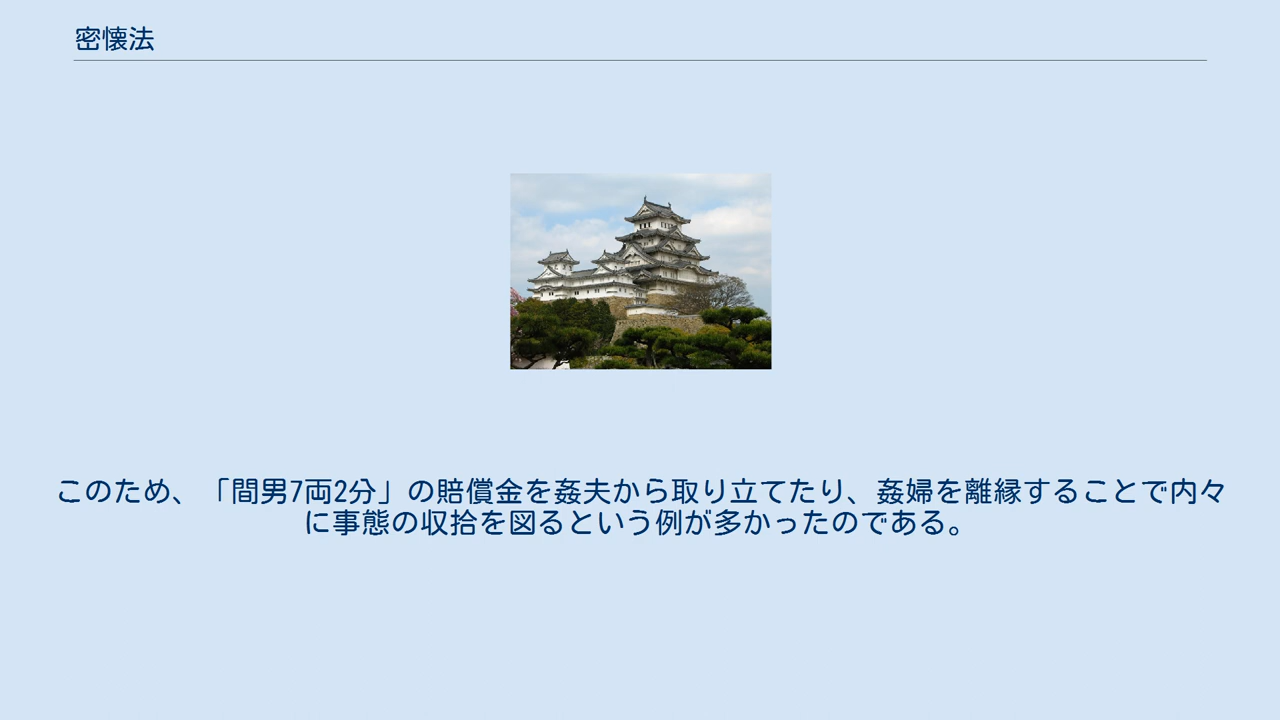 密懐法
このため、「間男7両2分」の賠償金を姦夫から取り立てたり、姦婦を離縁することで内々
に事態の収拾を図るという例が多かったのである。